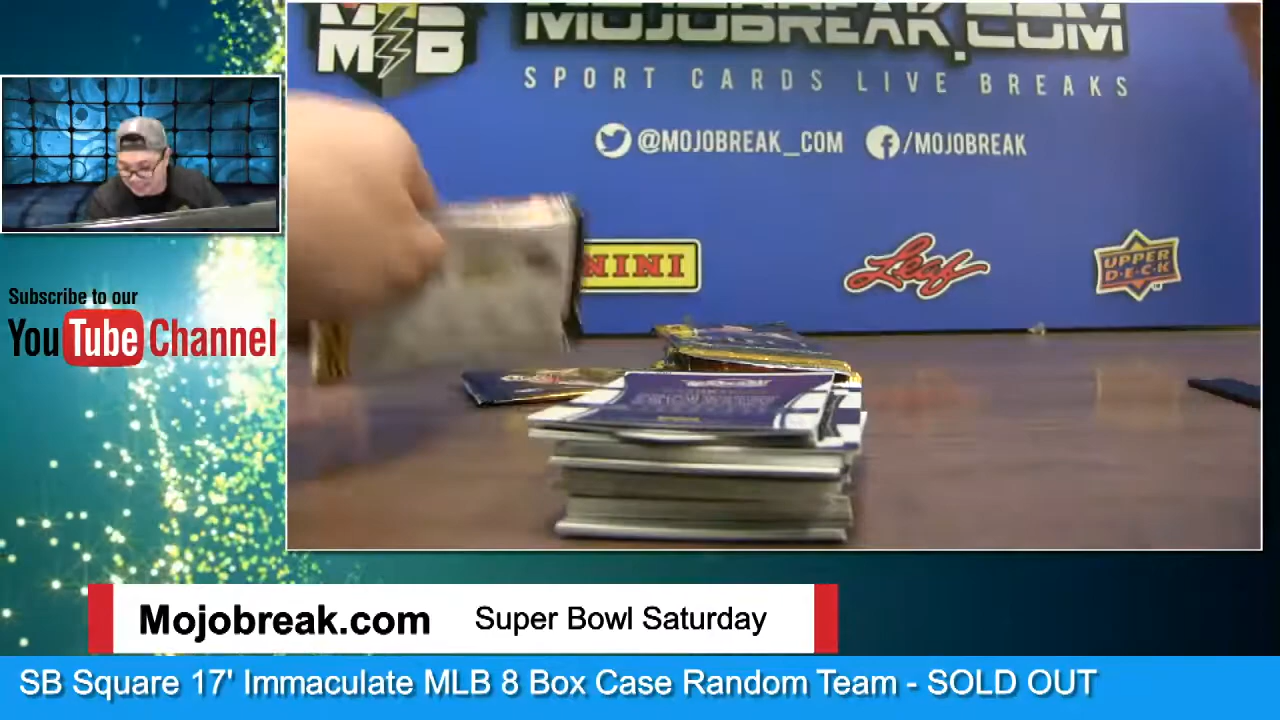 MSB
MOJOBREAK.COM
SPORT CARDS LIVE BREAKS
@MOJOBREAK_COM /MOJOBREAK
NINI
Leaf
UPPER
D·E·C·K
Subscribe to our
YouTube Channel
Mojobreak.com Super Bowl Saturday
SB Square 17' Immaculate MLB 8 Box Case Random Team - SOLD OUT